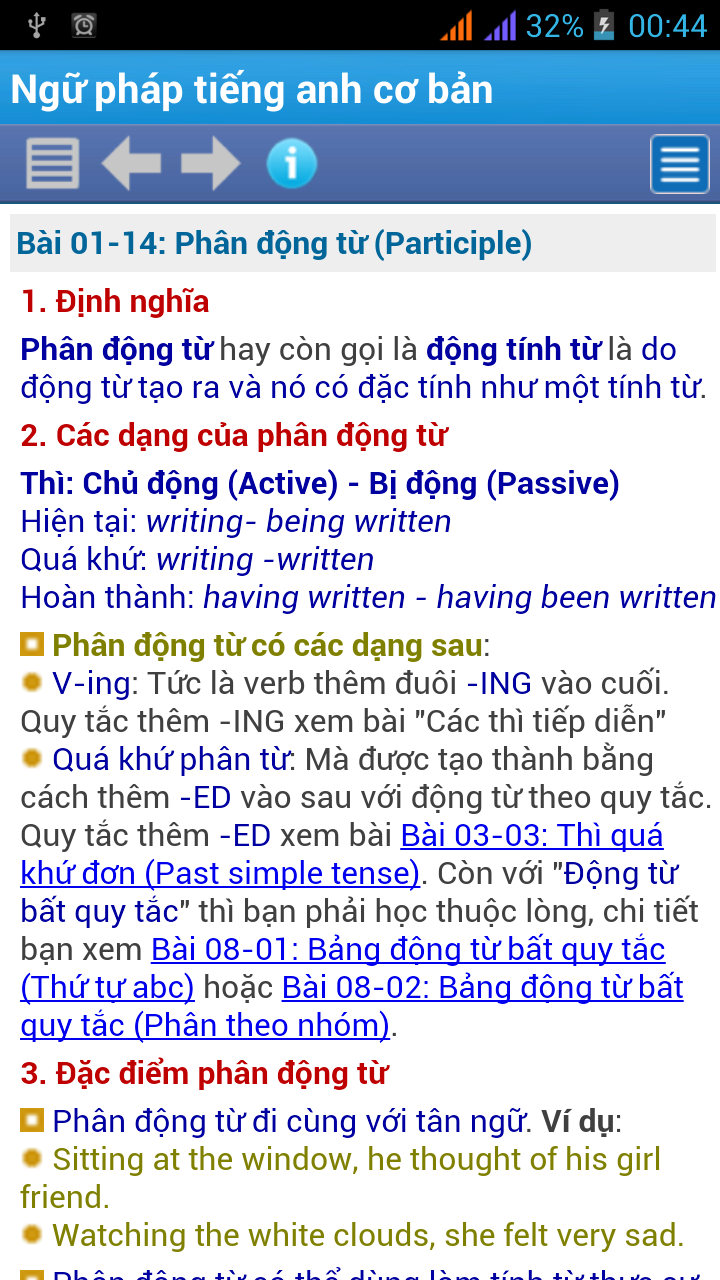 32% 00:44
Ngữ pháp tiếng anh cơ bản
Bài 01-14: Phân động từ (Participle)
1. Định nghĩa
Phân động từ hay còn gọi là động tính từ là do
động từ tạo ra và nó có đặc tính như một tính từ.
2. Các dạng của phân động từ
Thì: Chủ động (Active) - Bị động (Passive)
Hiện tại: writing- being written
Quá khứ: writing -written
Hoàn thành: having written - having been written
Phân động từ có các dạng sau:
V-ing: Tức là verb thêm đuôi -ING vào cuối.
Quy tắc thêm -ING xem bài "Các thì tiếp diễn"
Quá khứ phân từ: Mà được tạo thành bằng
cách thêm -ED vào sau với động từ theo quy tắc.
Quy tắc thêm -ED xem bài Bài 03-03: Thì quá
khứ đơn (Past simple tense). Còn với "Động từ
bất quy tắc" thì bạn phải học thuộc lòng, chi tiết
bạn xem Bài 08-01: Bảng động từ bất quy tắc
(Thứ tự abc) hoặc Bài 08-02: Bảng động từ bất
quy tắc (Phân theo nhóm).
3. Đặc điểm phân động từ
Phân động từ đi cùng với tân ngữ. Ví dụ:
Sitting at the window, he thought of his girl
friend.
Watching the white clouds, she felt very sad.
Phân động từ có thể dùng làm tính từ thực sự